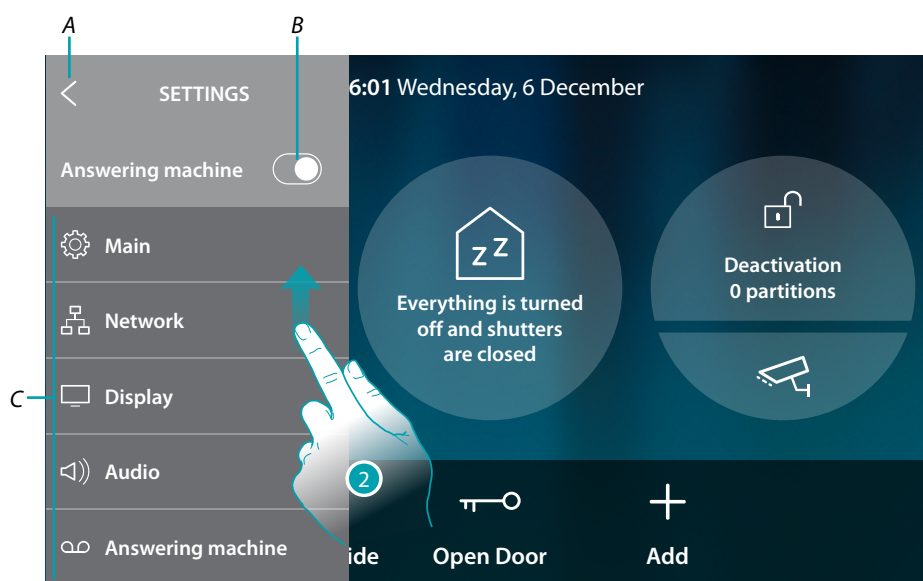 A
B
SETTINGS
6:01 Wednesday, 6 December
Answering machine
Main
Network
Display
Audio
Answering machine
C
zZ
Everything is turned
off and shutters
are closed
Deactivation
0 partitions
2
ide
Open Door
Add